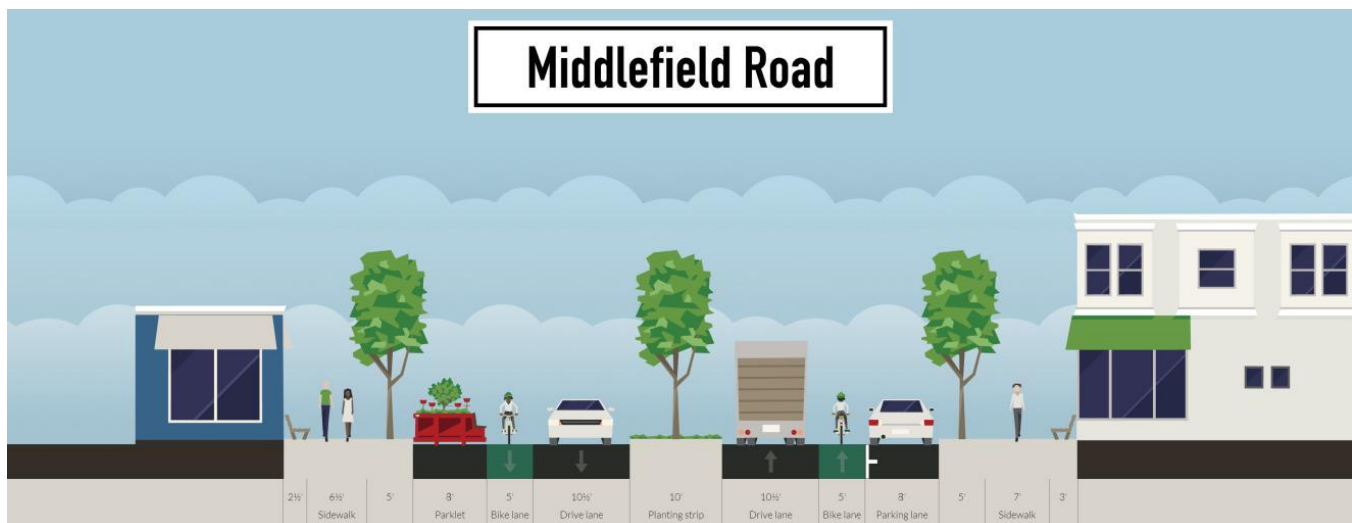 Middlefield Road
2½' 6½' 5' 8' 5' 10½' 10' 10½' 5' 8' 5' 7' 3'
Sidewalk Parklet Bike lane Drive lane Planting strip Drive lane Bike lane Parking lane Sidewalk